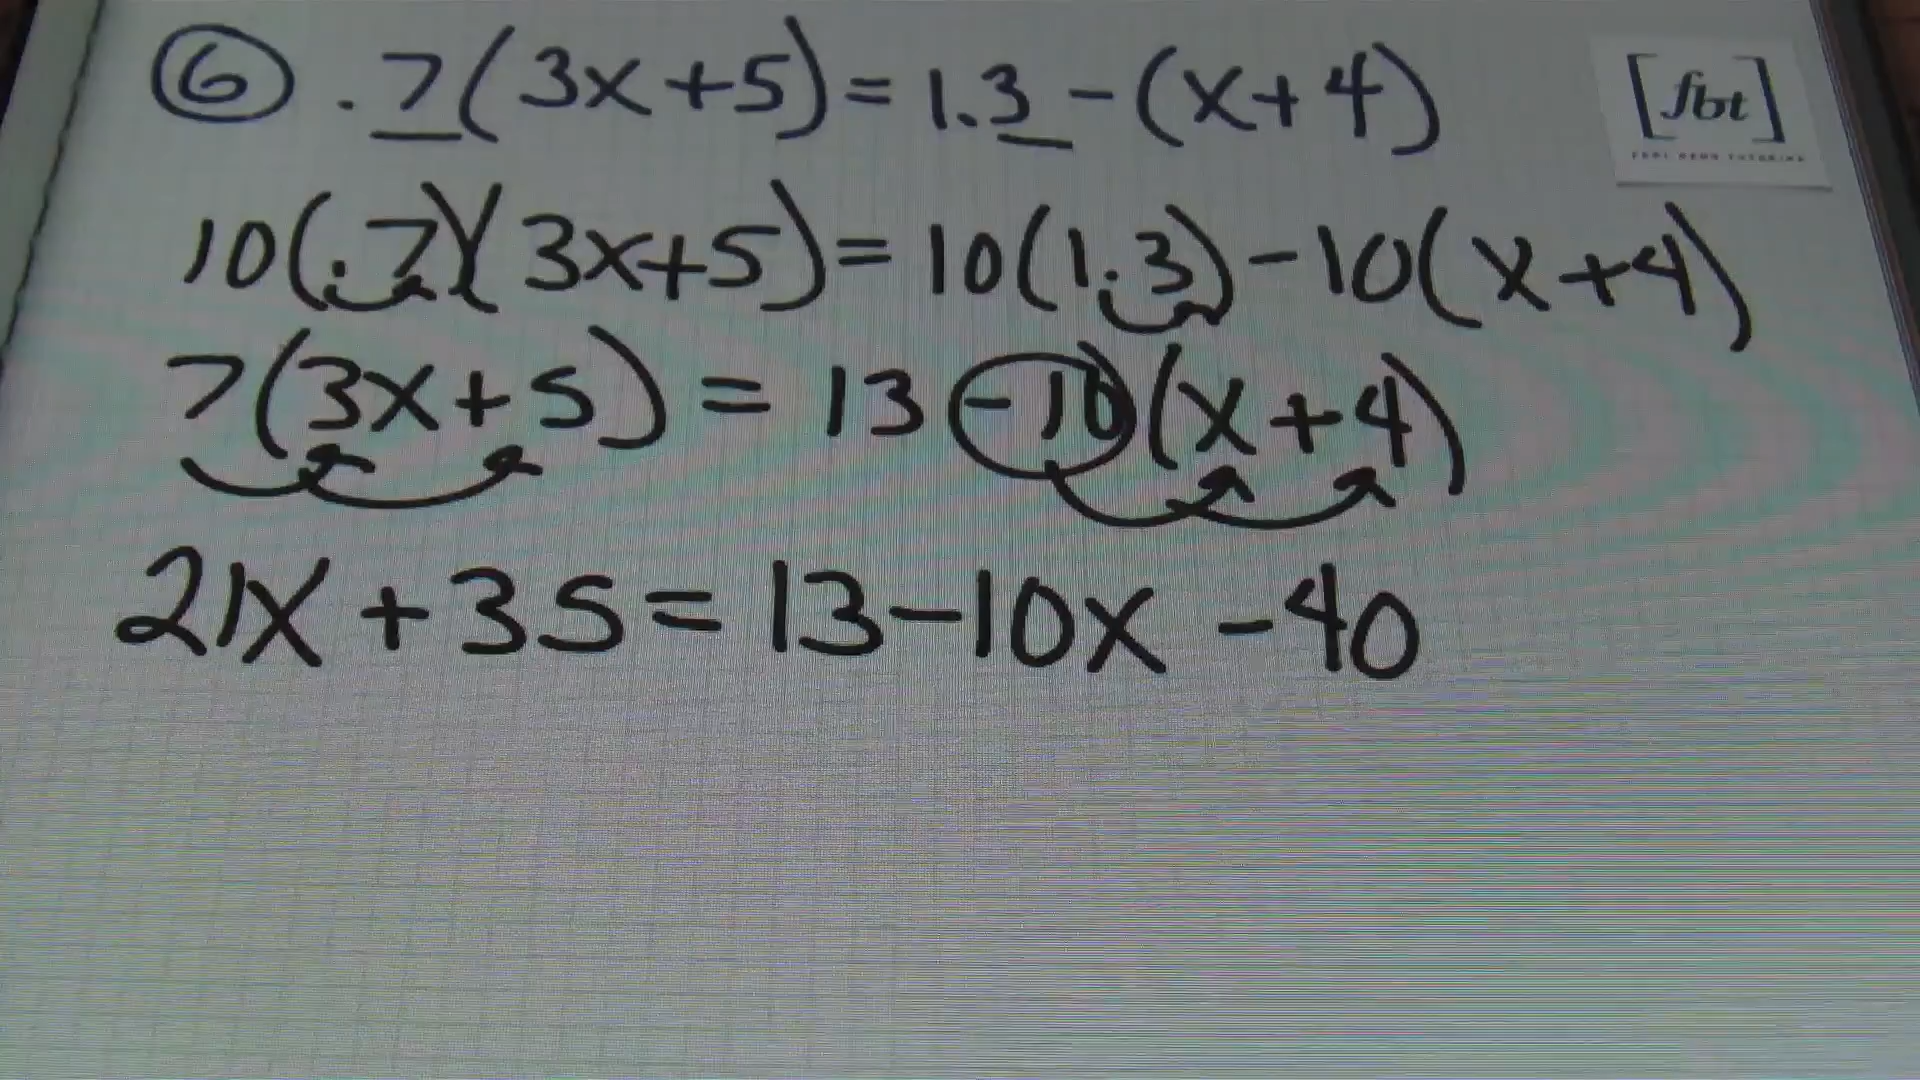 ⑥ .7(3x+5)=1.3-(x+4)
[fbt]
10(.7)(3x+5)=10(1.3)-10(x+4)
7(3x+5)=13-10(x+4)
21x+35=13-10x-40